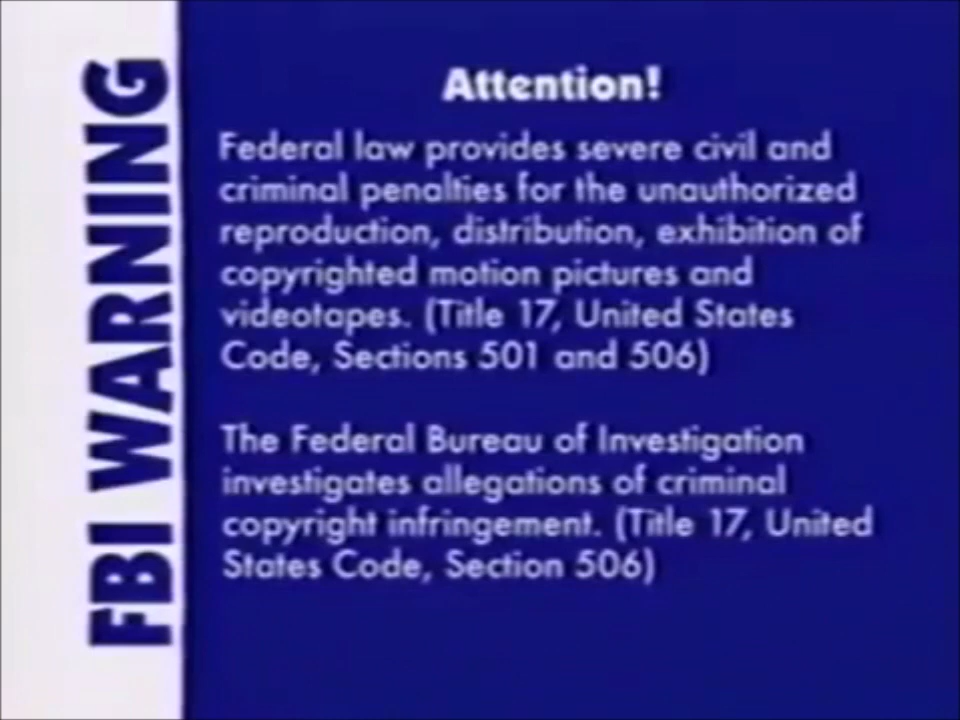 FBI WARNING
Attention!
Federal law provides severe civil and
criminal penalties for the unauthorized
reproduction, distribution, exhibition of
copyrighted motion pictures and
videotapes. (Title 17, United States
Code, Sections 501 and 506)
The Federal Bureau of Investigation
investigates allegations of criminal
copyright infringement. (Title 17, United
States Code, Section 506)